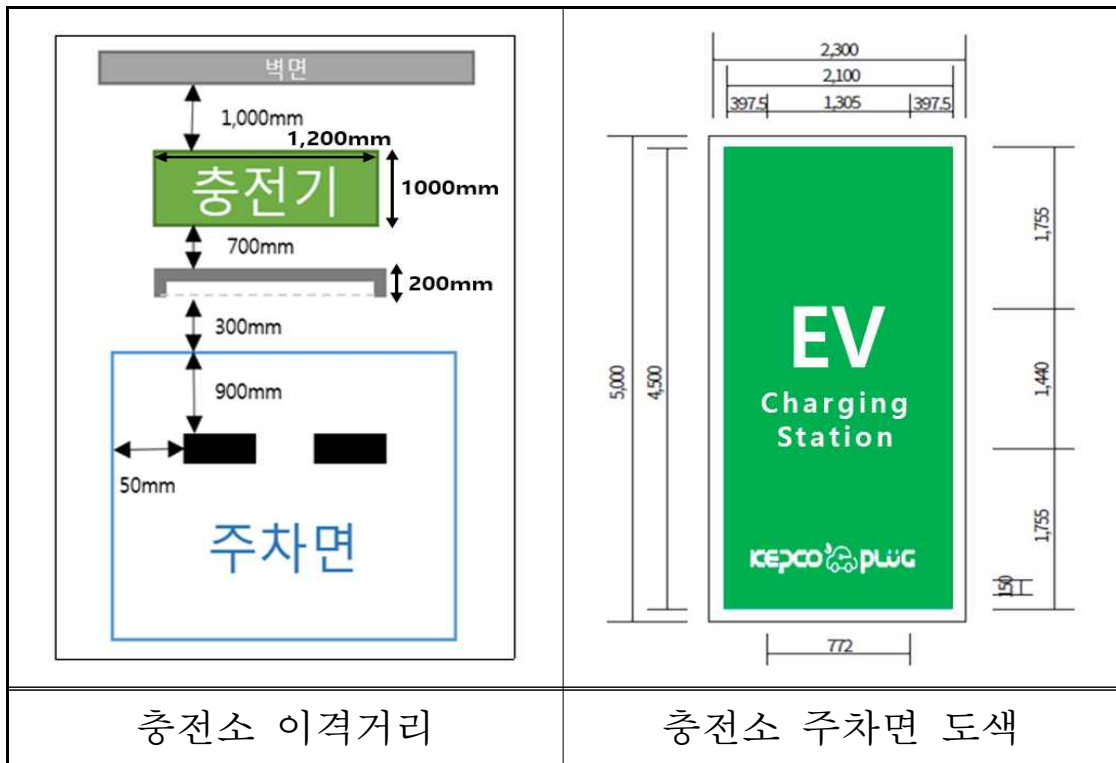 벽면
1,000mm
1,200mm
충전기
1000mm
700mm
200mm
300mm
900mm
50mm
주차면
2,300
2,100
397.5 1,305 397.5
5,000
4,500
1,755
1,440
1,755
150
EV
Charging
Station
KEPCO PLUG
772
충전소 이격거리
충전소 주차면 도색